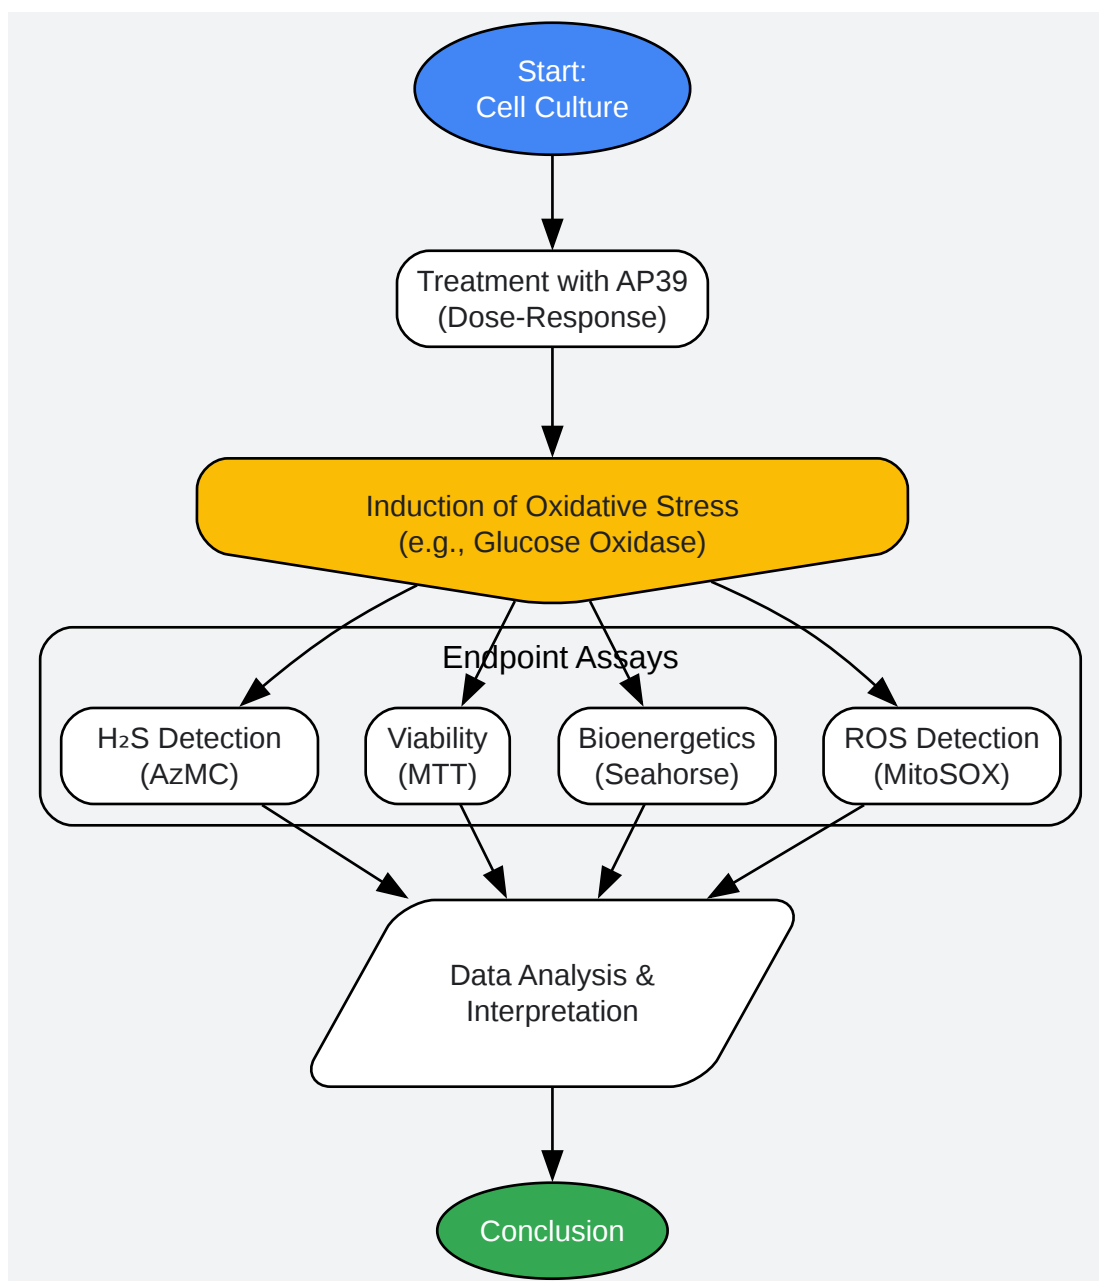 Start:
Cell Culture
Treatment with AP39
(Dose-Response)
Induction of Oxidative Stress
(e.g., Glucose Oxidase)
Endpoint Assays
H₂S Detection
(AzMC)
Viability
(MTT)
Bioenergetics
(Seahorse)
ROS Detection
(MitoSOX)
Data Analysis &
Interpretation
Conclusion